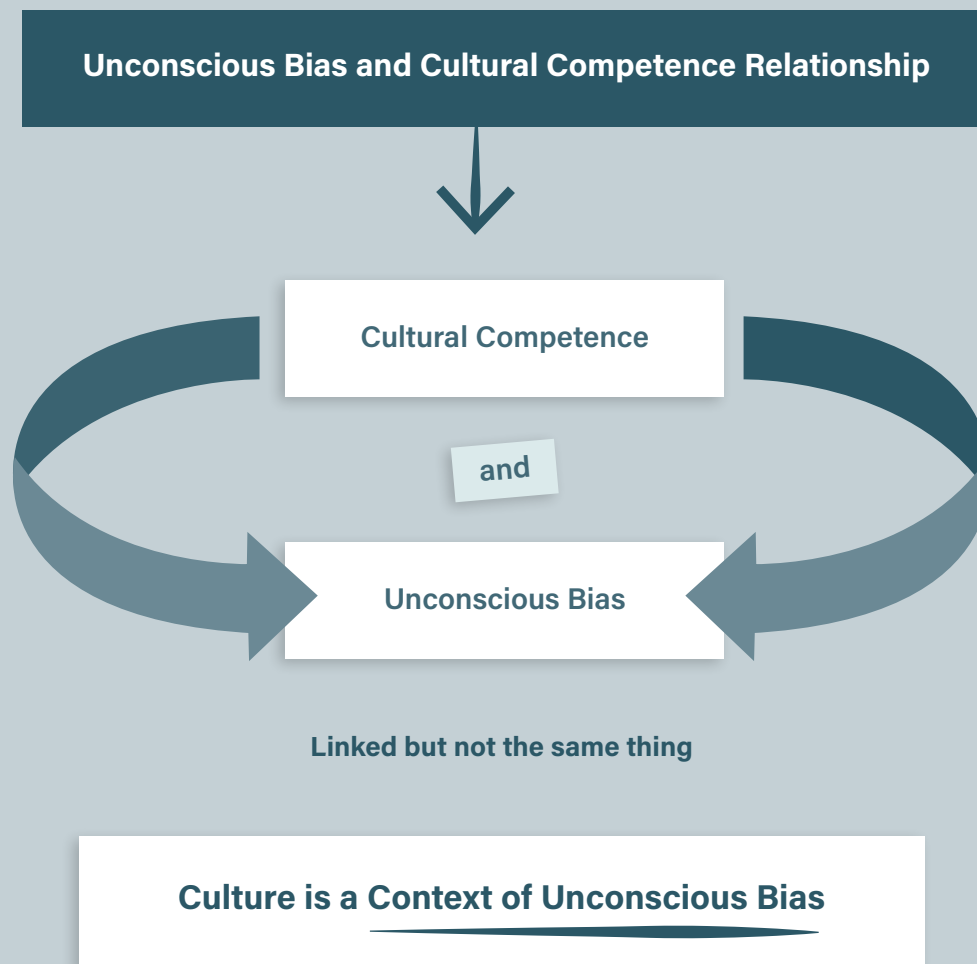 Unconscious Bias and Cultural Competence Relationship
Cultural Competence
and
Unconscious Bias
Linked but not the same thing
Culture is a Context of Unconscious Bias